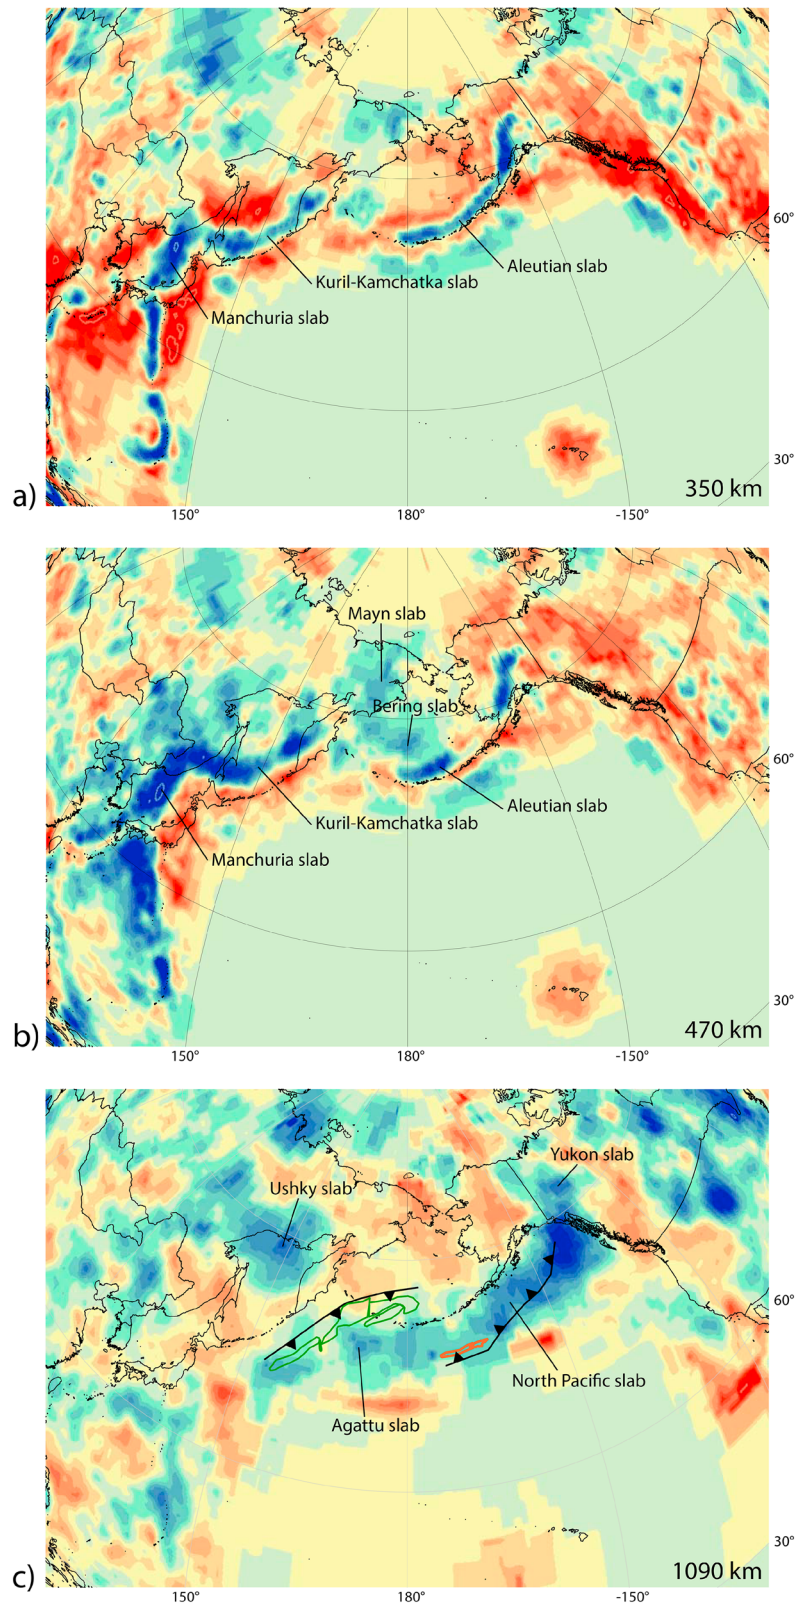 60°
Aleutian slab
Kuril-Kamchatka slab
Manchuria slab
30°
350 km
a)
150°
180°
-150°
Mayn slab
Bering slab
60°
Aleutian slab
Kuril-Kamchatka slab
Manchuria slab
30°
470 km
b)
150°
180°
-150°
Yukon slab
Ushky slab
60°
North Pacific slab
Agattu slab
30°
1090 km
c)
150°
180°
-150°